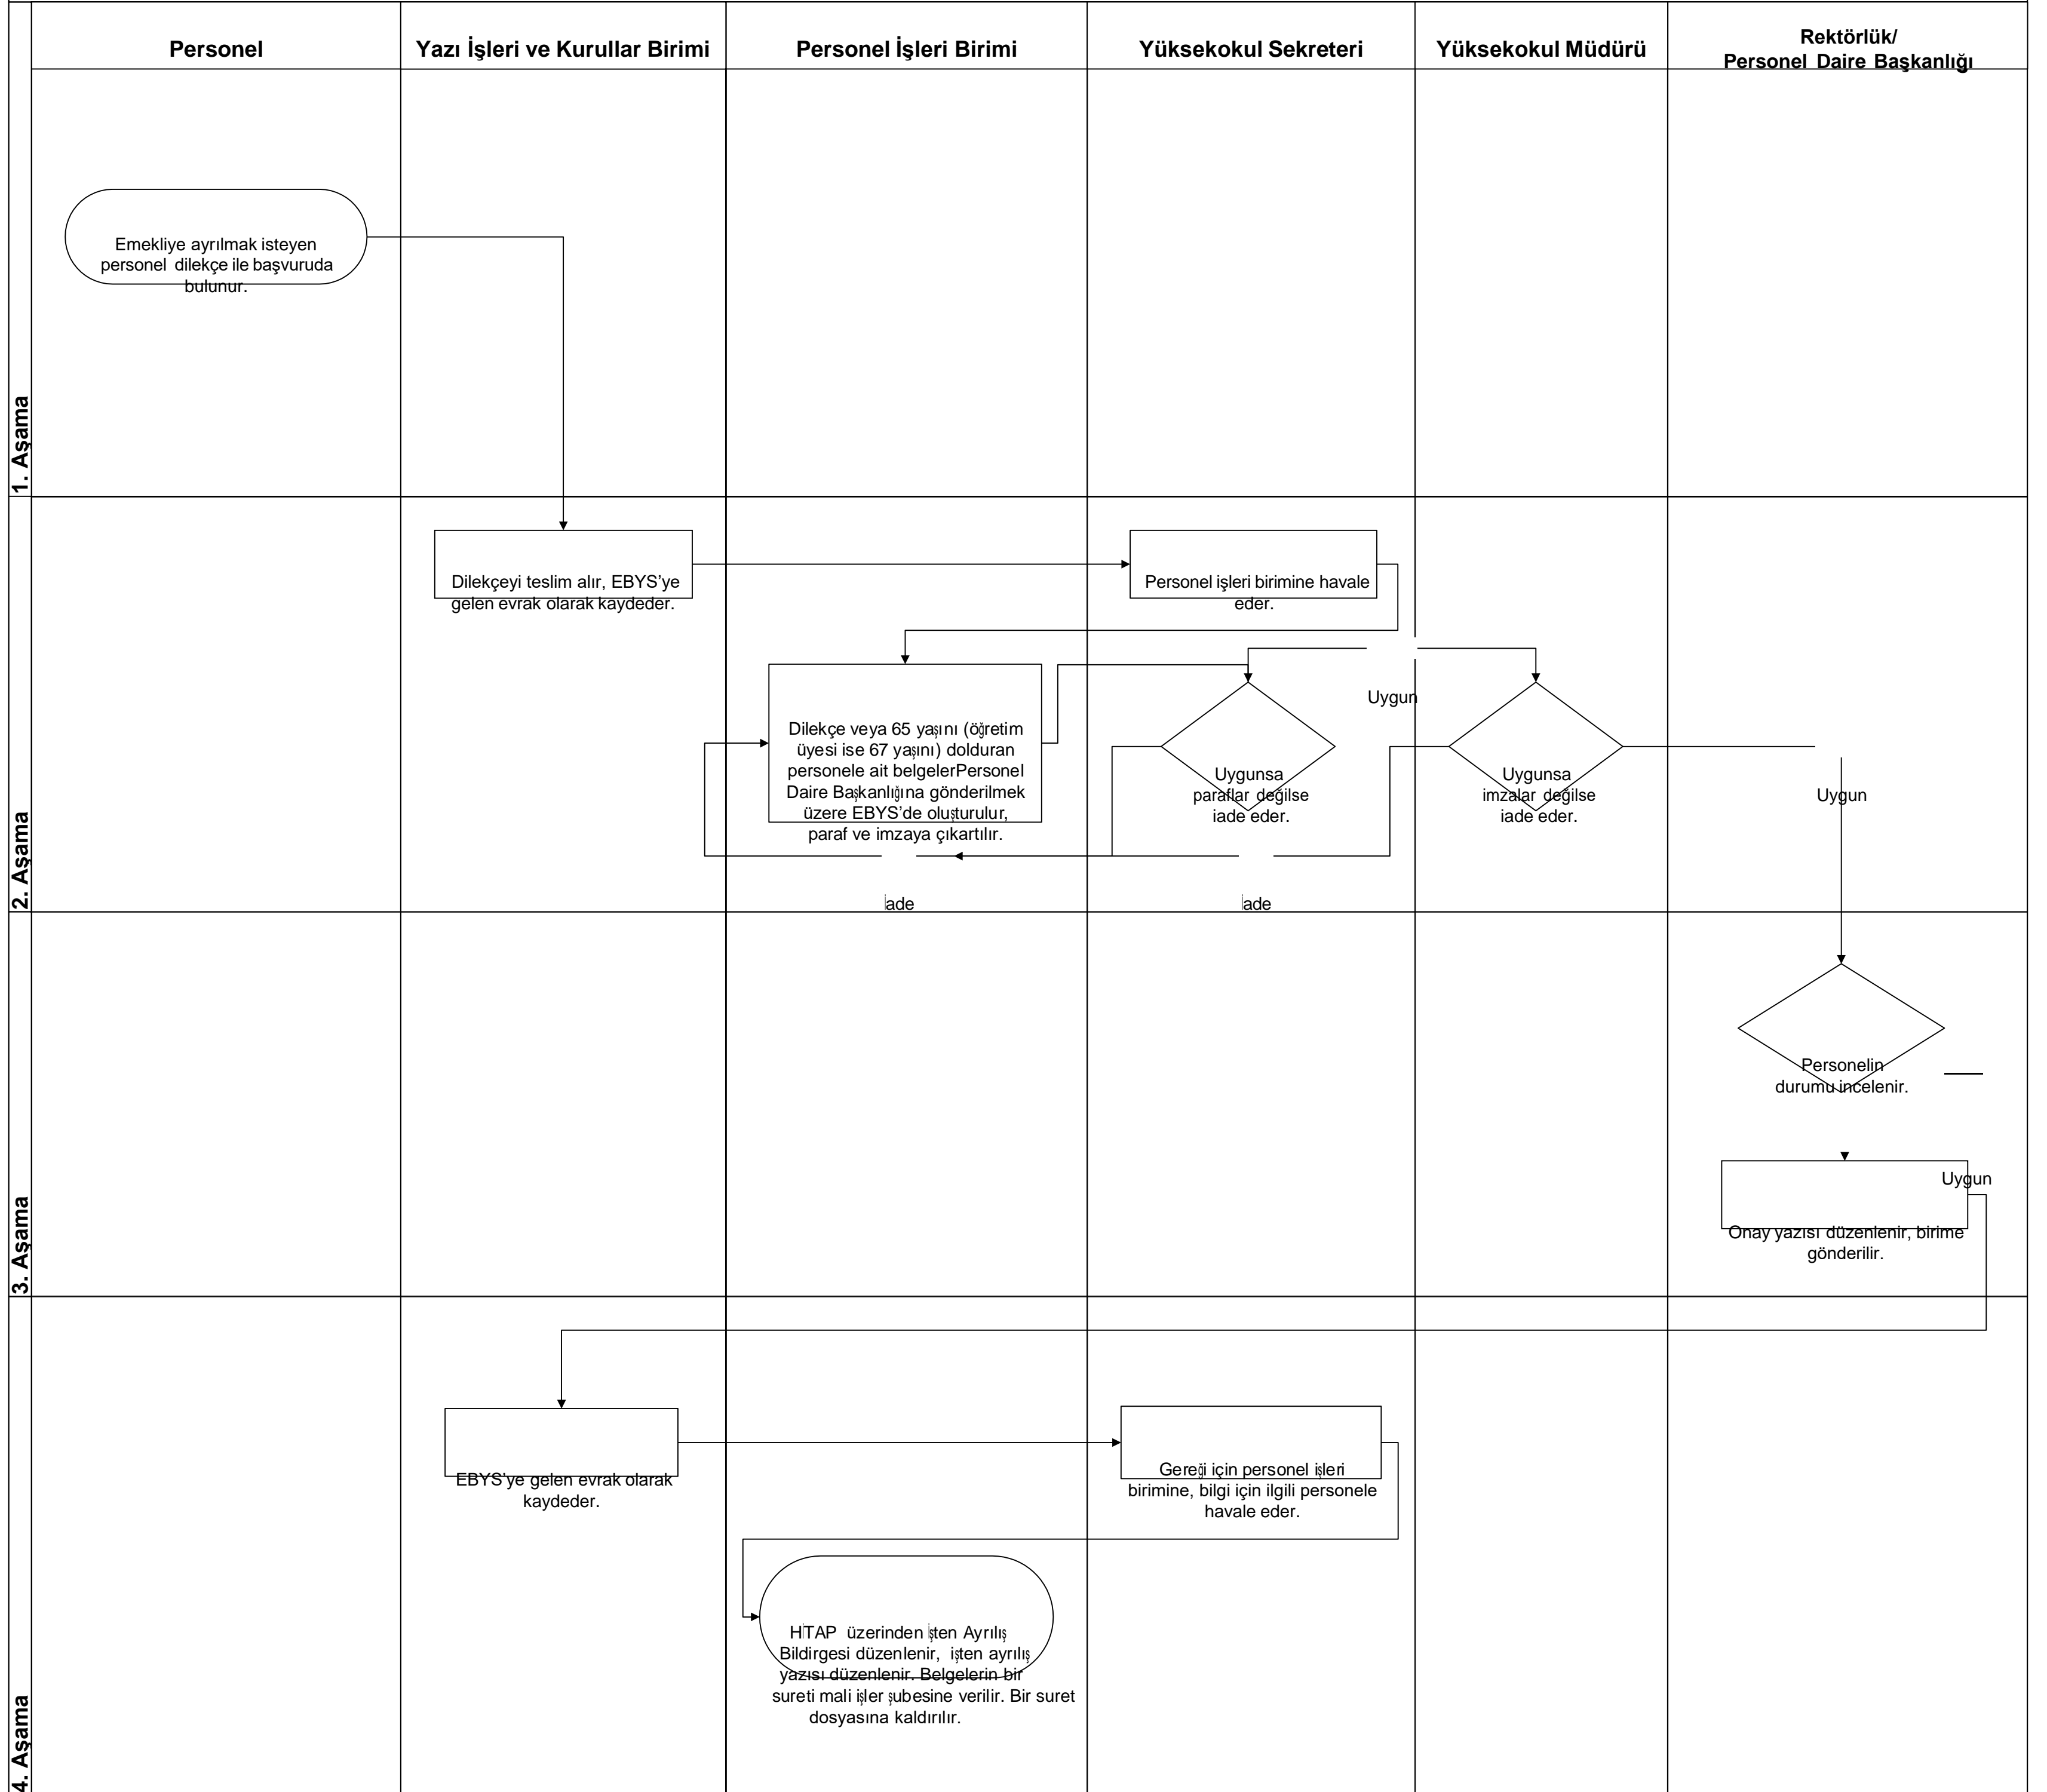 Personel
Yazı İşleri ve Kurullar Birimi
Personel İşleri Birimi
Yüksekokul Sekreteri
Yüksekokul Müdürü
Rektörlük/
Personel Daire Başkanlığı
1. Aşama
Emekliye ayrılmak isteyen
personel dilekçe ile başvuruda
bulunur.
2. Aşama
Dilekçeyi teslim alır, EBYS’ye
gelen evrak olarak kaydeder.
Personel işleri birimine havale
eder.
Dilekçe veya 65 yaşını (öğretim
üyesi ise 67 yaşını) dolduran
personele ait belgelerPersonel
Daire Başkanlığına gönderilmek
üzere EBYS’de oluşturulur,
paraf ve imzaya çıkartılır.
Uygunsa
paraflar değilse
iade eder.
Uygun
Uygunsa
imzalar değilse
iade eder.
Uygun
İade
İade
3. Aşama
Personelin
durumu incelenir.
Uygun
Onay yazısı düzenlenir, birime
gönderilir.
4. Aşama
EBYS’ye gelen evrak olarak
kaydeder.
Gereği için personel işleri
birimine, bilgi için ilgili personele
havale eder.
HİTAP üzerinden İşten Ayrılış
Bildirgesi düzenlenir, işten ayrılış
yazısı düzenlenir. Belgelerin bir
sureti mali işler şubesine verilir. Bir suret
dosyasına kaldırılır.